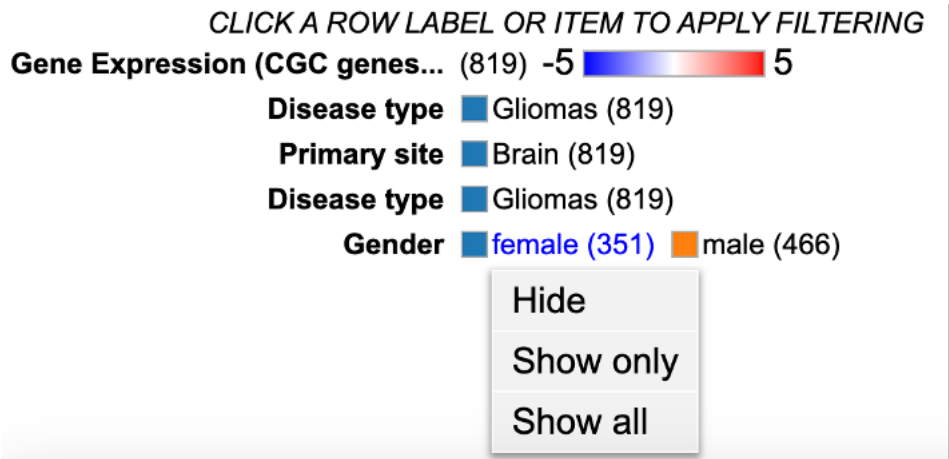 CLICK A ROW LABEL OR ITEM TO APPLY FILTERING
Gene Expression (CGC genes... (819) -5 5
Disease type Gliomas (819)
Primary site Brain (819)
Disease type Gliomas (819)
Gender female (351) male (466)
Hide
Show only
Show all